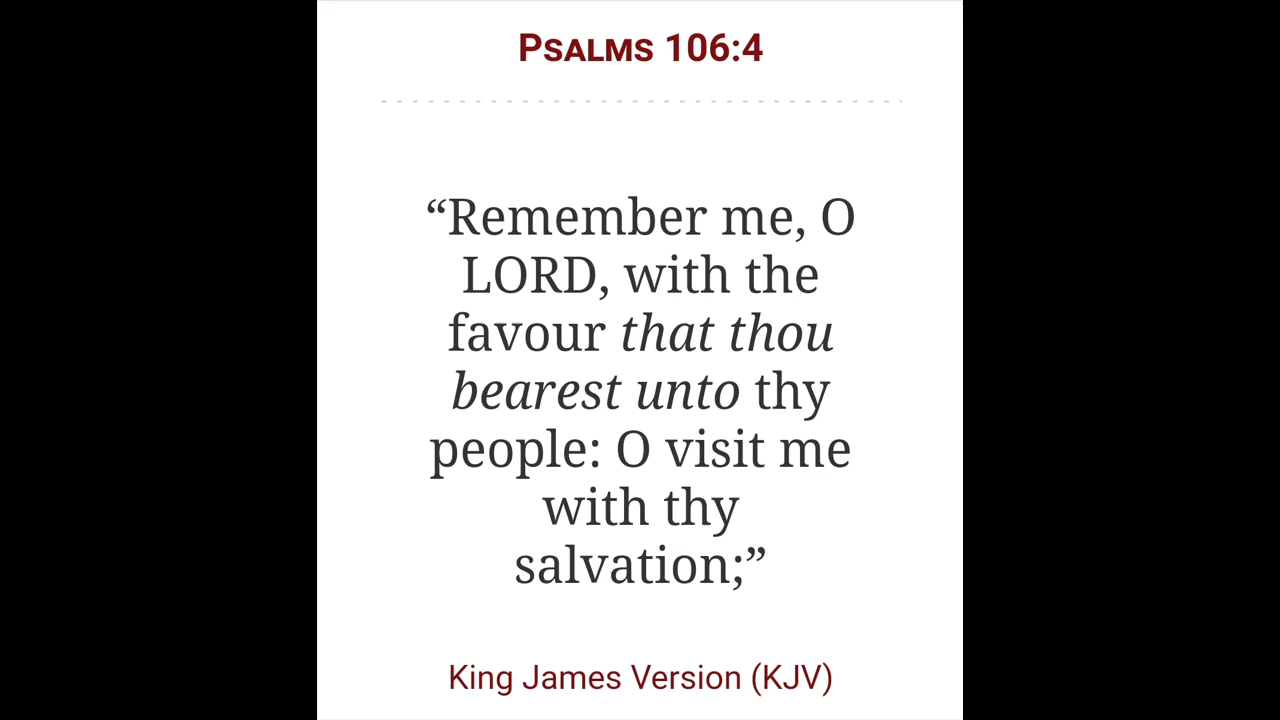 Psalms 106:4
“Remember me, O
LORD, with the
favour that thou
bearest unto thy
people: O visit me
with thy
salvation;”
King James Version (KJV)